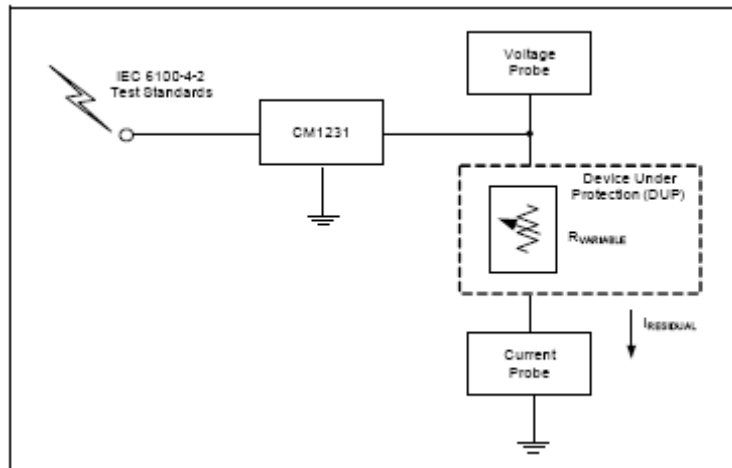 IEC 6100-4-2
Test Standards
CM1231
Voltage
Probe
Device Under
Protection (DUP)
RVARIABLE
IRESIDUAL
Current
Probe